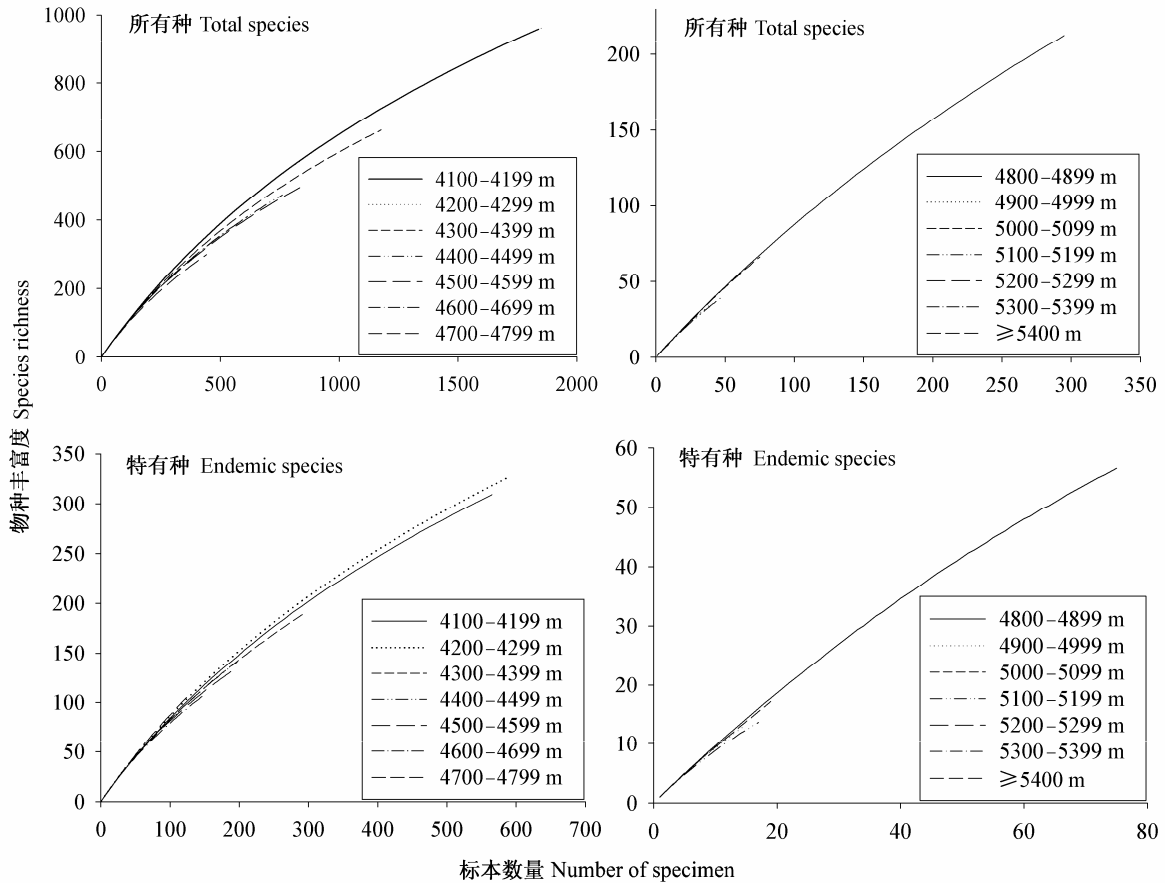 所有种 Total species
1000
800
600
400
200
0
0 500 1000 1500 2000
4100–4199 m
4200–4299 m
4300–4399 m
4400–4499 m
4500–4599 m
4600–4699 m
4700–4799 m
所有种 Total species
200
150
100
50
0
0 50 100 150 200 250 300 350
4800–4899 m
4900–4999 m
5000–5099 m
5100–5199 m
5200–5299 m
5300–5399 m
≥5400 m
物种丰富度 Species richness
特有种 Endemic species
350
300
250
200
150
100
50
0
0 100 200 300 400 500 600 700
4100–4199 m
4200–4299 m
4300–4399 m
4400–4499 m
4500–4599 m
4600–4699 m
4700–4799 m
特有种 Endemic species
60
50
40
30
20
10
0
0 20 40 60 80
4800–4899 m
4900–4999 m
5000–5099 m
5100–5199 m
5200–5299 m
5300–5399 m
≥5400 m
标本数量 Number of specimen